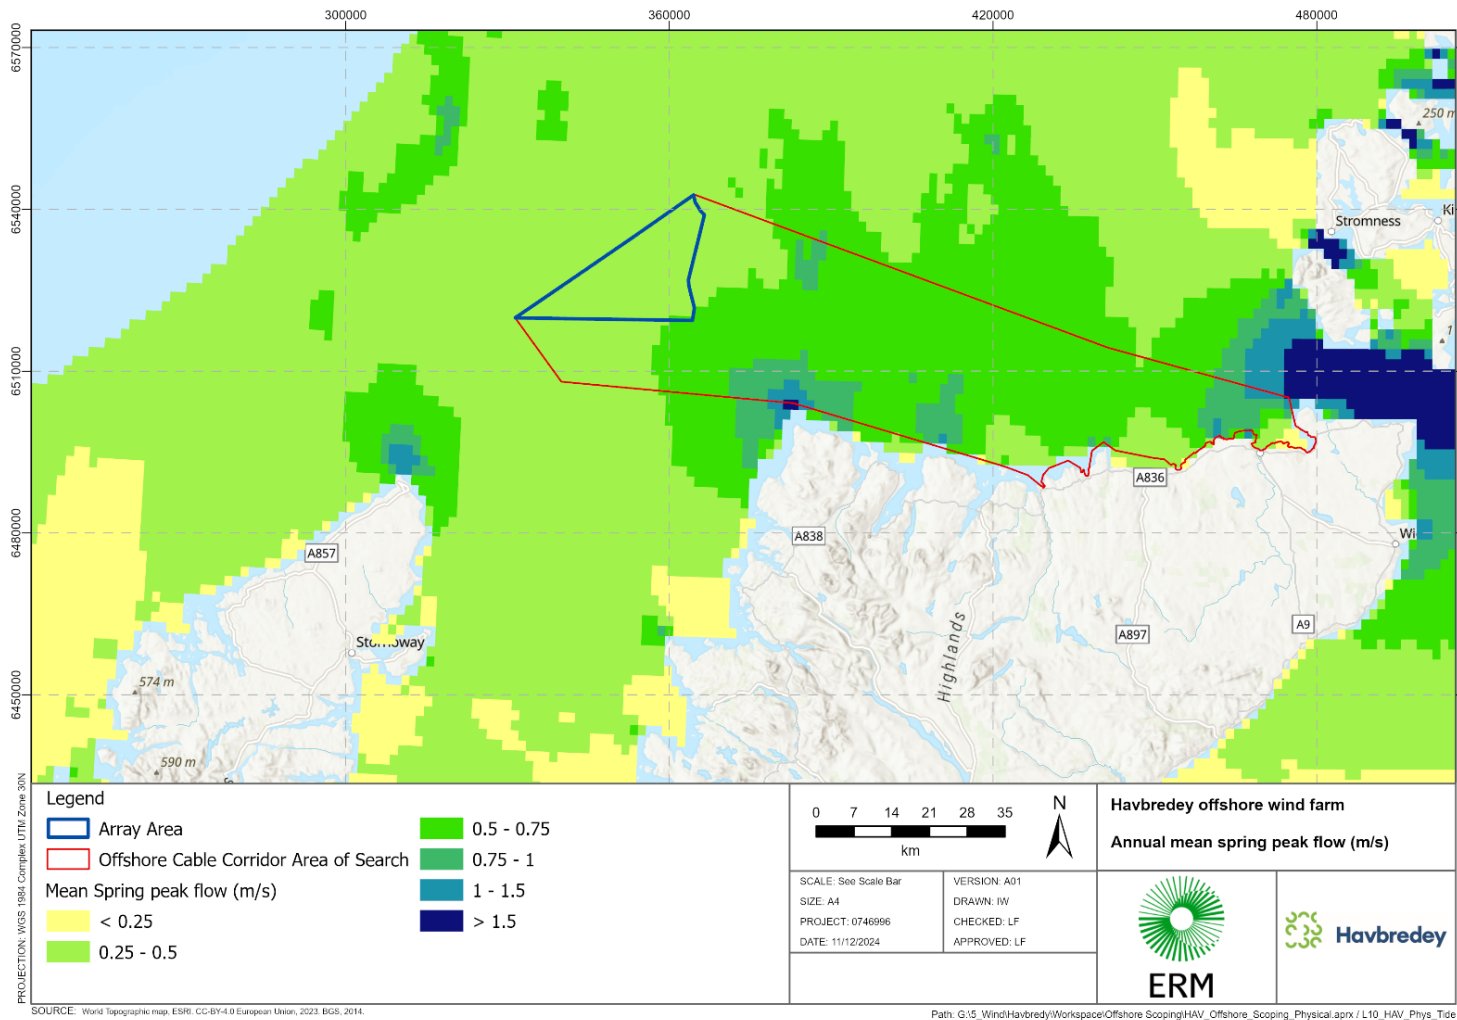 300000
360000
420000
480000
6570000
6540000
6510000
6480000
6450000
250 m
Stromness
Ki
1
A836
A838
Wi
A857
A9
A897
Highlands
574 m
590 m
PROJECTION: WGS 1984 Complex UTM Zone 30N
Legend
Array Area
Offshore Cable Corridor Area of Search
Mean Spring peak flow (m/s)
< 0.25
0.25 - 0.5
0.5 - 0.75
0.75 - 1
1 - 1.5
> 1.5
0 7 14 21 28 35
km
N
SCALE: See Scale Bar
SIZE: A4
PROJECT: 0746996
DATE: 11/12/2024
VERSION: A01
DRAWN: IW
CHECKED: LF
APPROVED: LF
Havbredey offshore wind farm
Annual mean spring peak flow (m/s)
ERM
Havbredey
SOURCE: World Topographic map, ESRI. CC-BY-4.0 European Union, 2023. BGS, 2014.
Path: G:\5_Wind\Havbredy\Workspace\Offshore Scoping\HAV_Offshore_Scoping_Physical.aprx / L10_HAV_Phys_Tide